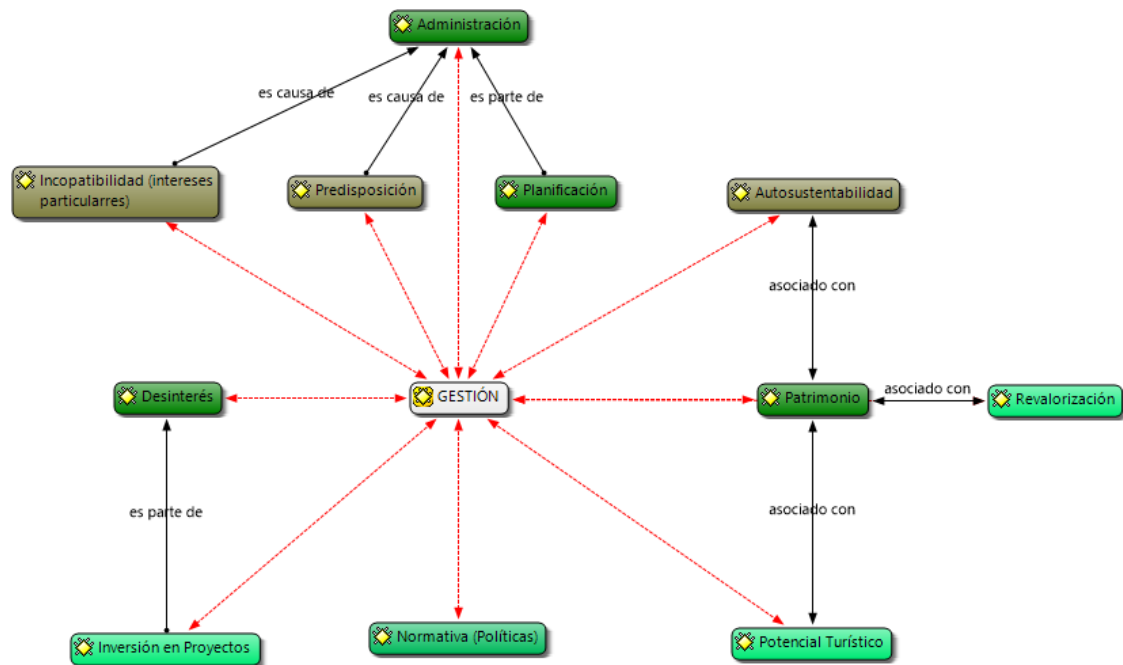 Administración
es causa de
es causa de
es parte de
Incopatibilidad (intereses
particularres)
Predisposición
Planificación
Autosustentabilidad
asociado con
Desinterés
GESTIÓN
Patrimonio
asociado con
Revalorización
es parte de
asociado con
Inversión en Proyectos
Normativa (Políticas)
Potencial Turístico